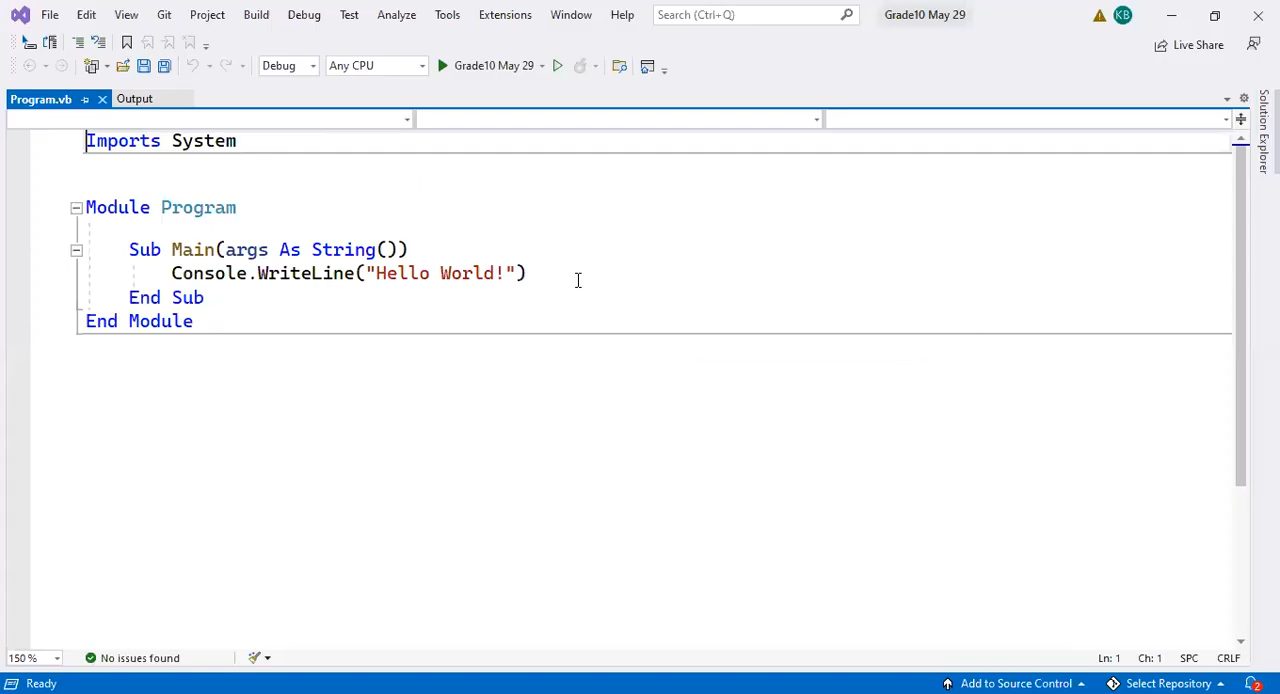 File Edit View Git Project Build Debug Test Analyze Tools Extensions Window Help Search (Ctrl+Q) Grade10 May 29 KB
Live Share
Debug Any CPU Grade10 May 29
Program.vb Output
Solution Explorer
Imports System
Module Program
Sub Main(args As String())
Console.WriteLine("Hello World!")
End Sub
End Module
150 % No issues found Ln: 1 Ch: 1 SPC CRLF
Ready Add to Source Control Select Repository 2